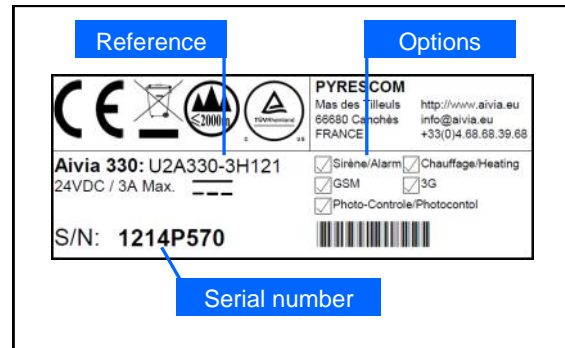 Reference
Options
CE
≤2000m
TÜVRheinland
C US
PYRESCOM
Mas des Tilleuls
66680 Canohès
FRANCE
http://www.aivia.eu
info@aivia.eu
+33(0)4.68.68.39.68
Aivia 330: U2A330-3H121
24VDC / 3A Max.
Sirène/Alarm Chauffage/Heating
GSM 3G
Photo-Controle/Photocontol
S/N: 1214P570
Serial number